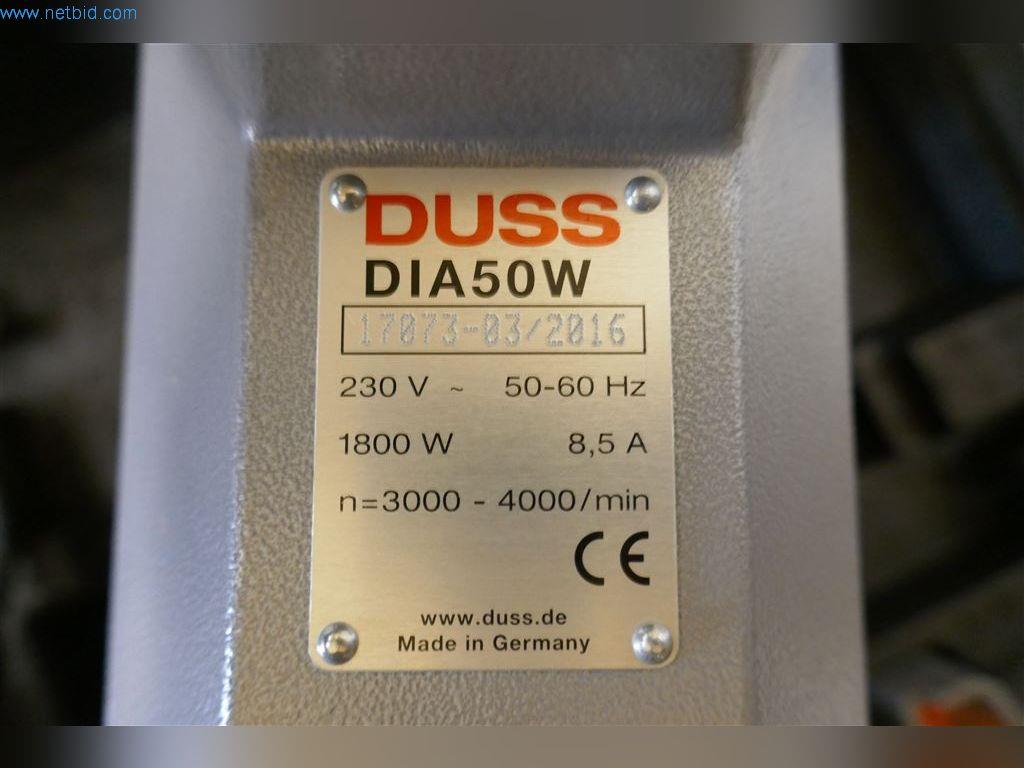 www.netbid.com
DUSS
DIA50W
17073-03/2016
230 V ~ 50-60 Hz
1800 W 8,5 A
n=3000 - 4000/min
CE
www.duss.de
Made in Germany